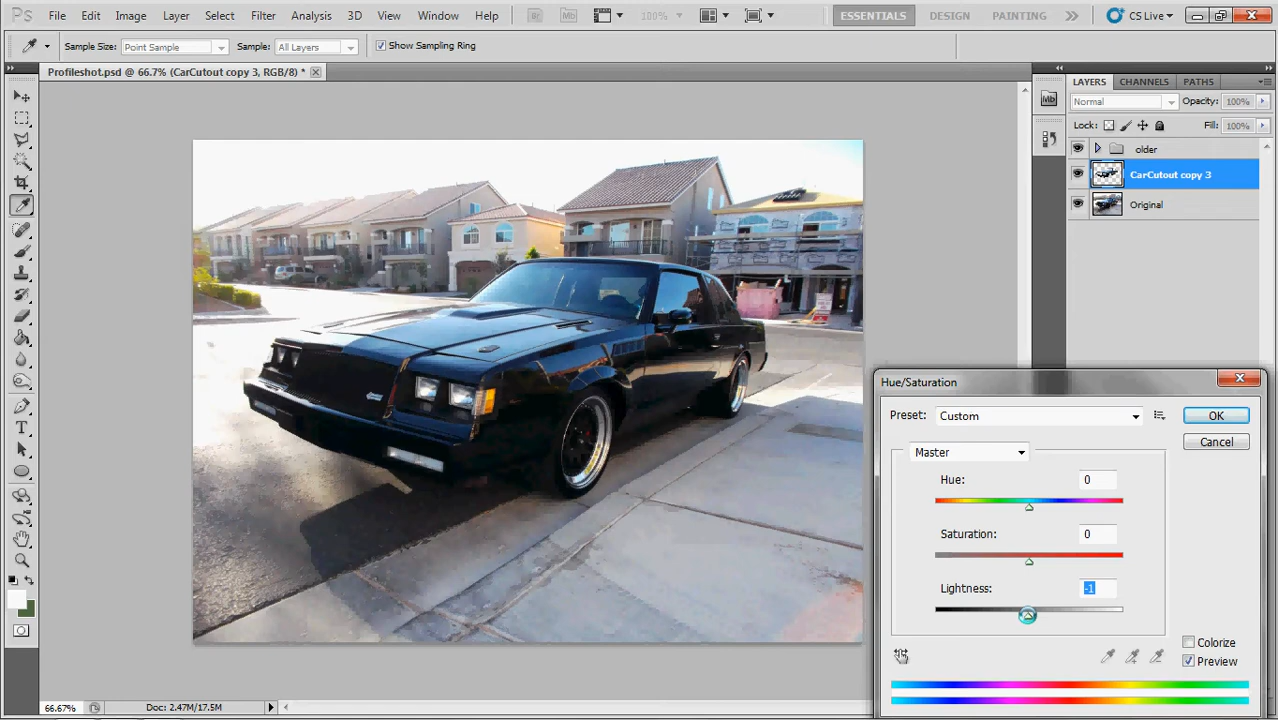 Ps File Edit Image Layer Select Filter Analysis 3D View Window Help Br Mb 100% ESSENTIALS DESIGN PAINTING CS Live
Sample Size: Point Sample Sample: All Layers Show Sampling Ring
Profileshot.psd @ 66.7% (CarCutout copy 3, RGB/8) *
LAYERS CHANNELS PATHS
Mb
Normal Opacity: 100%
Lock: Fill: 100%
older
CarCutout copy 3
Original
Hue/Saturation
Preset: Custom OK
Cancel
Master
Hue: 0
Saturation: 0
Lightness: -1
Colorize
Preview
66.67% Doc: 2.47M/17.5M